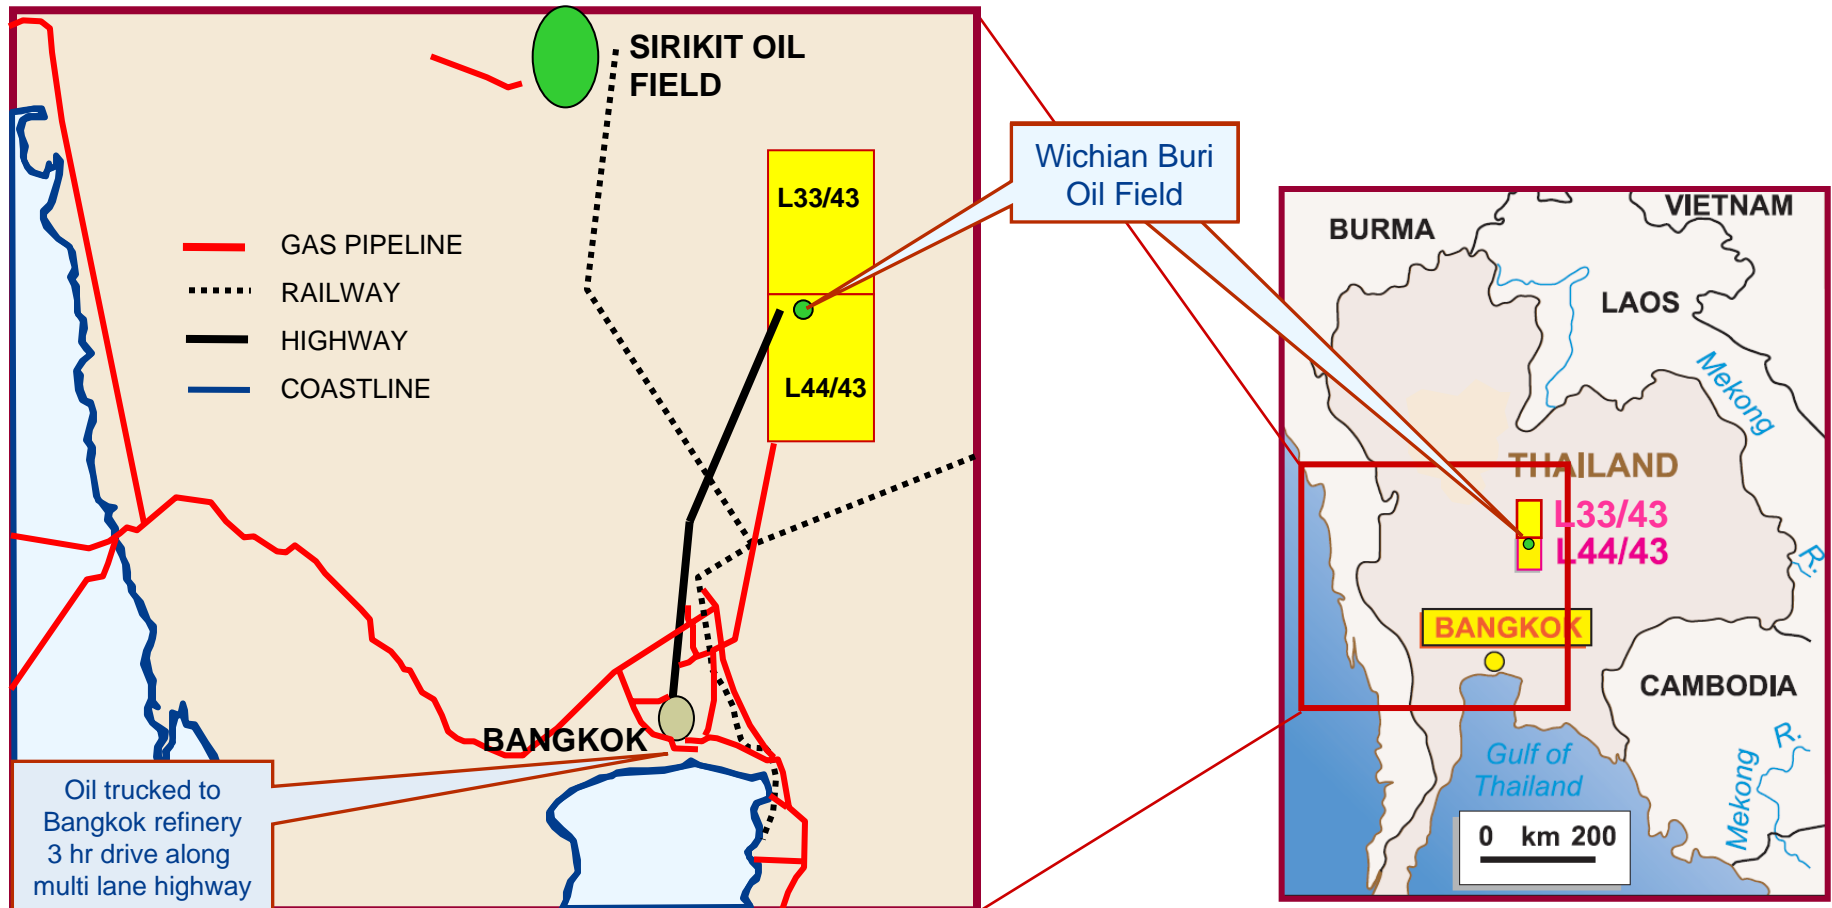 SIRIKIT OIL
FIELD
L33/43
L44/43
GAS PIPELINE
RAILWAY
HIGHWAY
COASTLINE
BANGKOK
Oil trucked to
Bangkok refinery
3 hr drive along
multi lane highway
Wichian Buri
Oil Field
BURMA
VIETNAM
LAOS
Mekong
R.
THAILAND
L33/43
L44/43
BANGKOK
CAMBODIA
Gulf of
Thailand
Mekong
R.
0 km 200